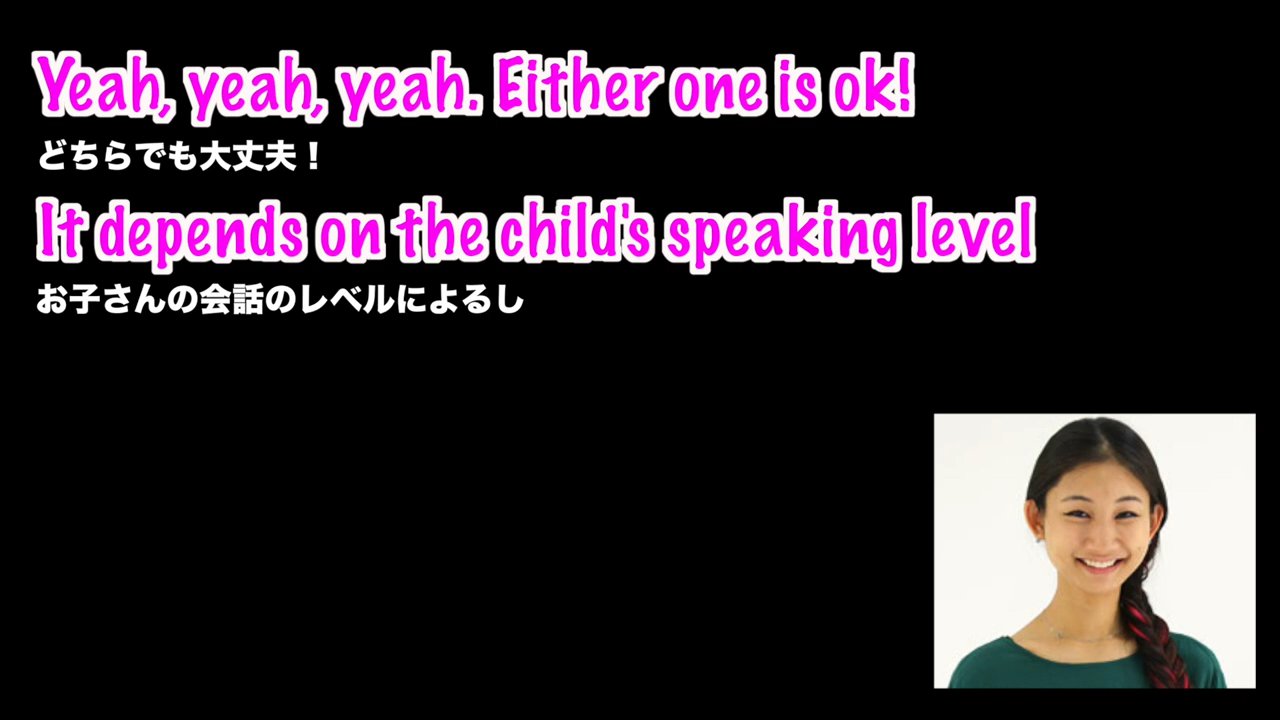 Yeah, yeah, yeah. Either one is ok!
どちらでも大丈夫！
It depends on the child's speaking level
お子さんの会話のレベルによるし